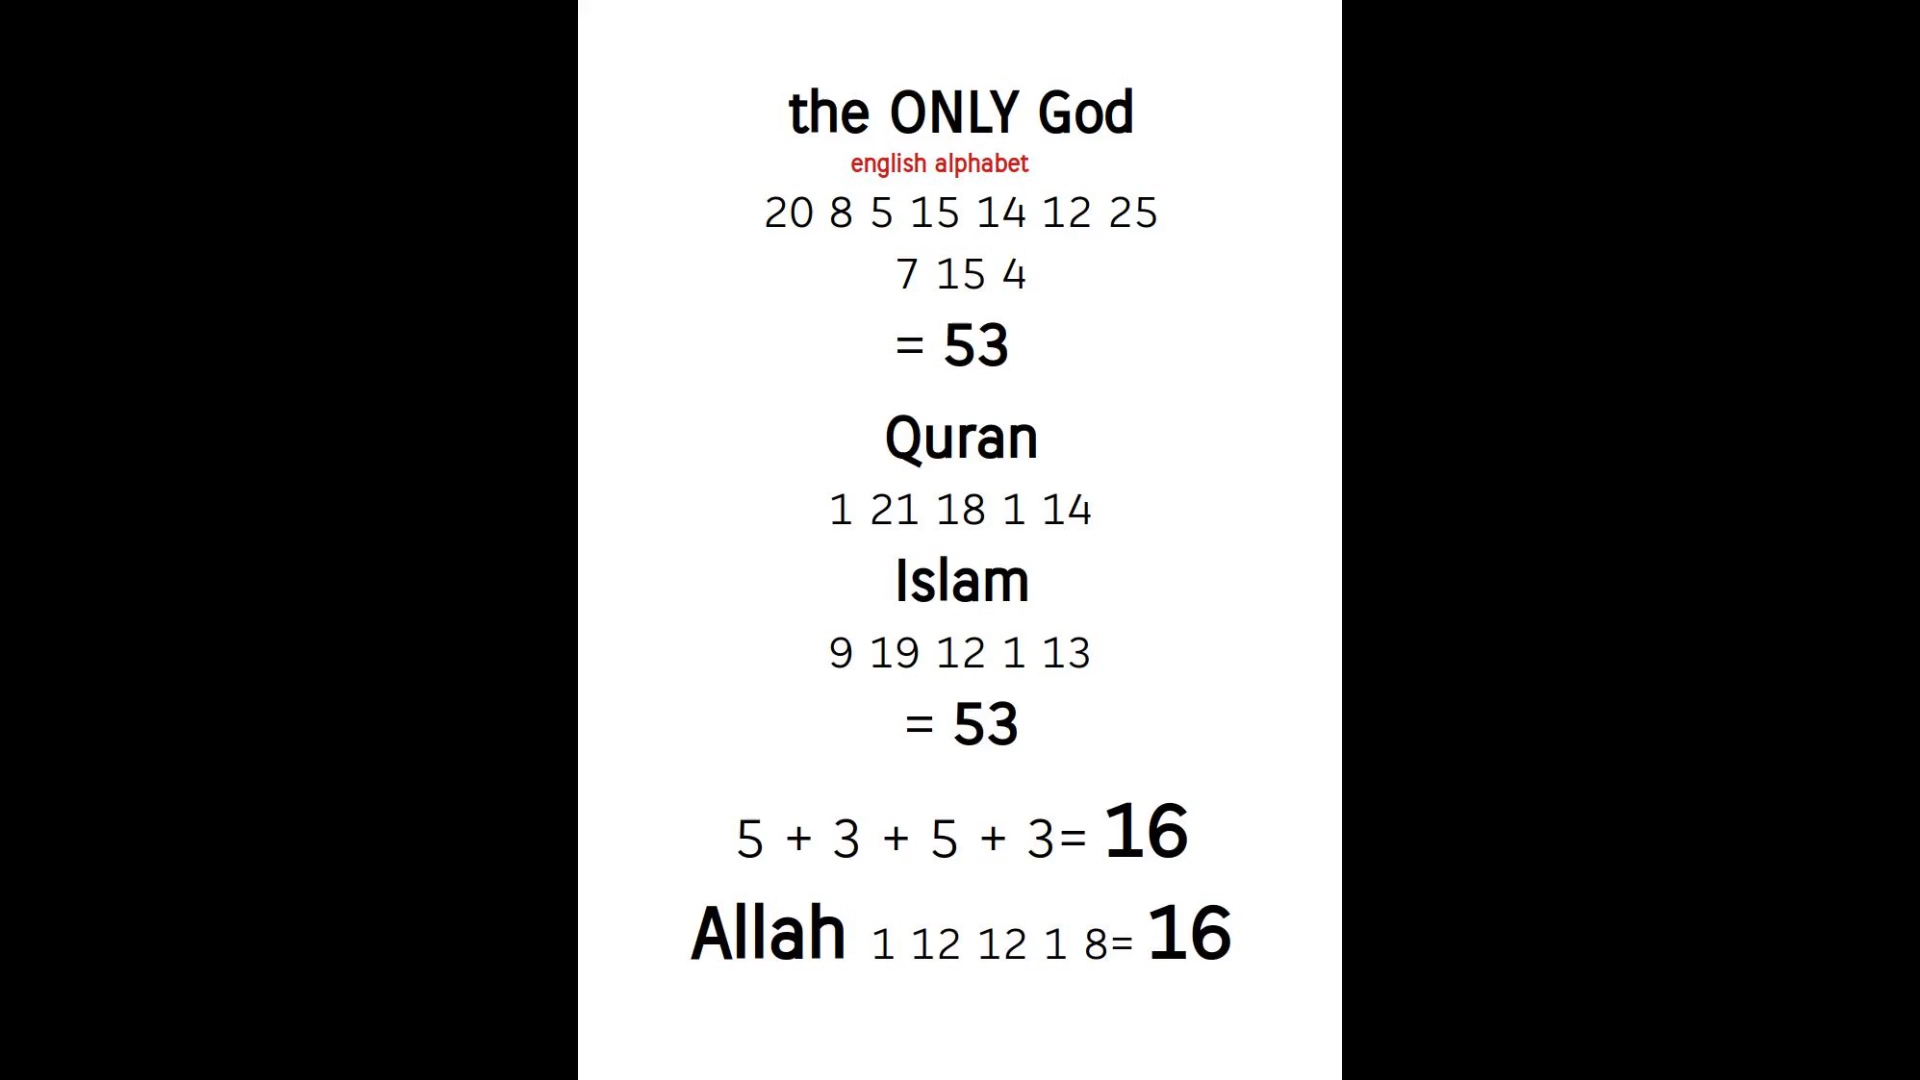 the ONLY God
english alphabet
20 8 5 15 14 12 25
7 15 4
= 53
Quran
1 21 18 1 14
Islam
9 19 12 1 13
= 53
5 + 3 + 5 + 3= 16
Allah 1 12 12 1 8= 16